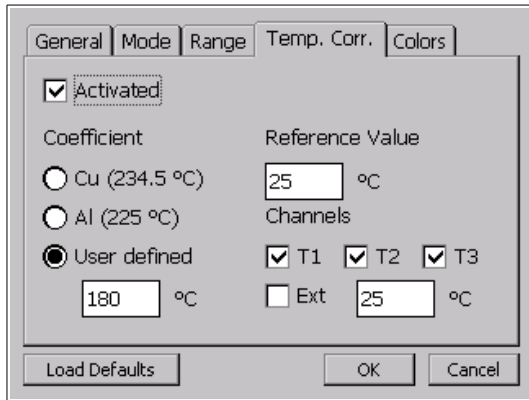 General Mode Range Temp. Corr. Colors
Activated
Coefficient Reference Value
Cu (234.5 ºC) 25 ºC
Al (225 ºC) Channels
User defined T1 T2 T3
180 ºC Ext 25 ºC
Load Defaults OK Cancel